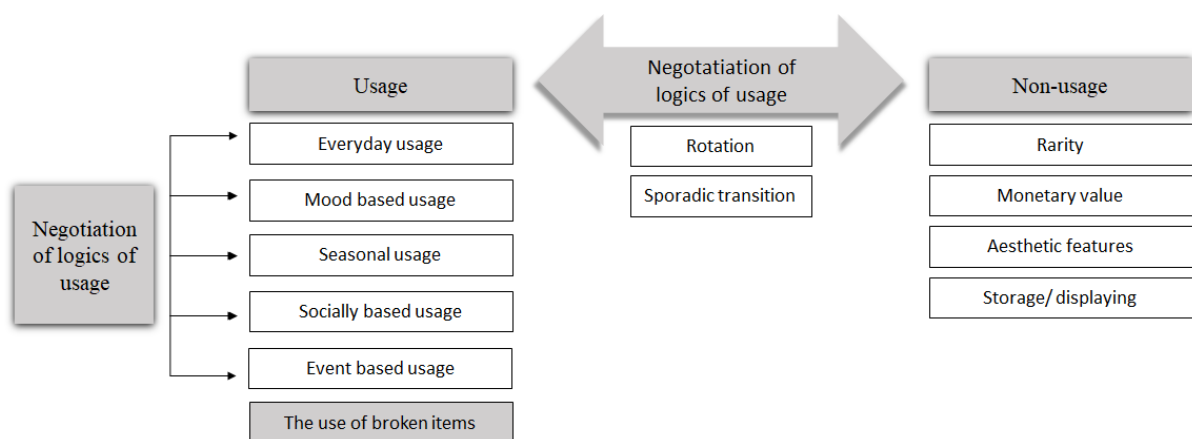 Negotiation
of logics of
usage
Usage
Everyday usage
Mood based usage
Seasonal usage
Socially based usage
Event based usage
The use of broken items
Negotatiation of
logics of usage
Rotation
Sporadic transition
Non-usage
Rarity
Monetary value
Aesthetic features
Storage/ displaying